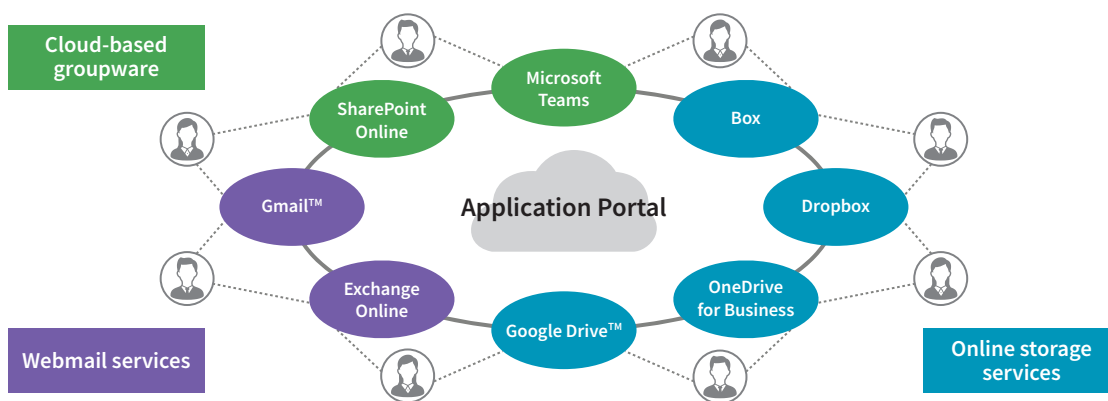 Cloud-based
groupware
Microsoft
Teams
SharePoint
Online
Box
Gmail™
Application Portal
Dropbox
Exchange
Online
OneDrive
for Business
Google Drive™
Webmail services
Online storage
services